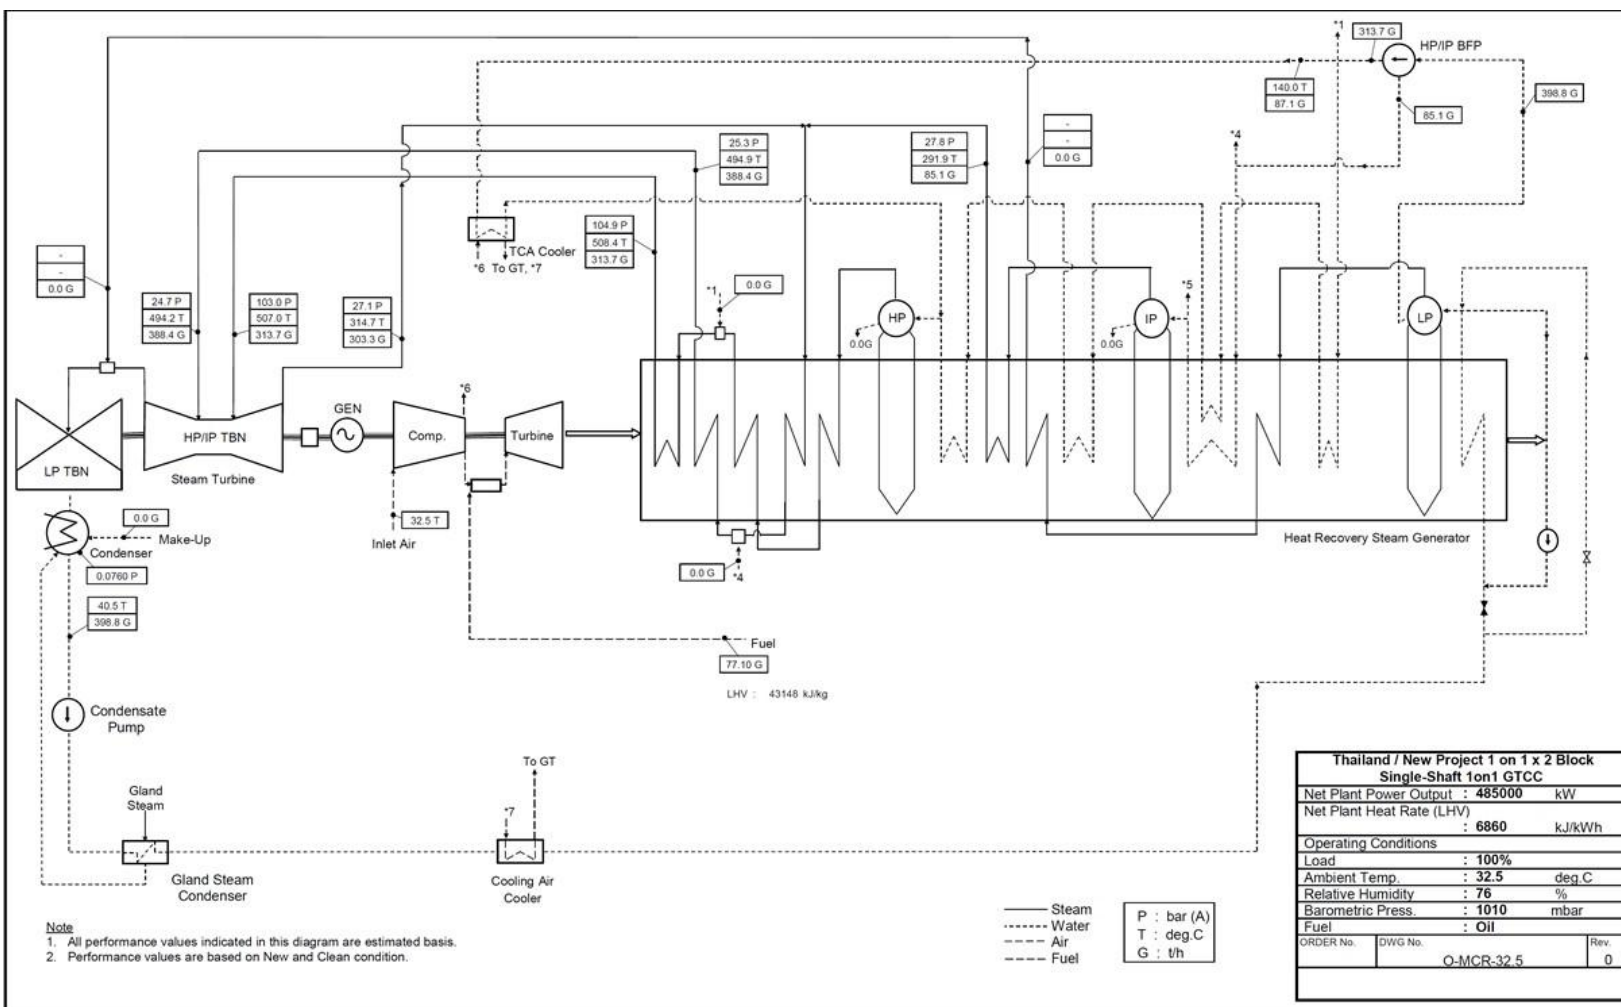 *1
313.7 G
HP/IP BFP
140.0 T
87.1 G
398.8 G
85.1 G
*4
-
-
0.0 G
25.3 P
494.9 T
388.4 G
27.8 P
291.9 T
85.1 G
-
-
0.0 G
104.9 P
508.4 T
313.7 G
TCA Cooler
*6 To GT, *7
24.7 P
494.2 T
388.4 G
103.0 P
507.0 T
313.7 G
27.1 P
314.7 T
303.3 G
*1
0.0 G
HP
0.0G
IP
0.0G
*5
LP
LP TBN
HP/IP TBN
Steam Turbine
GEN
Comp.
*6
Turbine
32.5 T
Inlet Air
0.0 G
Make-Up
Condenser
0.0760 P
40.5 T
398.8 G
0.0 G
*4
Heat Recovery Steam Generator
Fuel
77.10 G
LHV : 43148 kJ/kg
Condensate
Pump
Gland
Steam
Gland Steam
Condenser
To GT
*7
Cooling Air
Cooler
Note
1. All performance values indicated in this diagram are estimated basis.
2. Performance values are based on New and Clean condition.
Steam
Water
Air
Fuel
P : bar (A)
T : deg.C
G : t/h
Thailand / New Project 1 on 1 x 2 Block
Single-Shaft 1on1 GTCC
Net Plant Power Output : 485000 kW
Net Plant Heat Rate (LHV)
: 6860 kJ/kWh
Operating Conditions
Load : 100%
Ambient Temp. : 32.5 deg.C
Relative Humidity : 76 %
Barometric Press. : 1010 mbar
Fuel : Oil
ORDER No. DWG No. Rev.
O-MCR-32.5 0